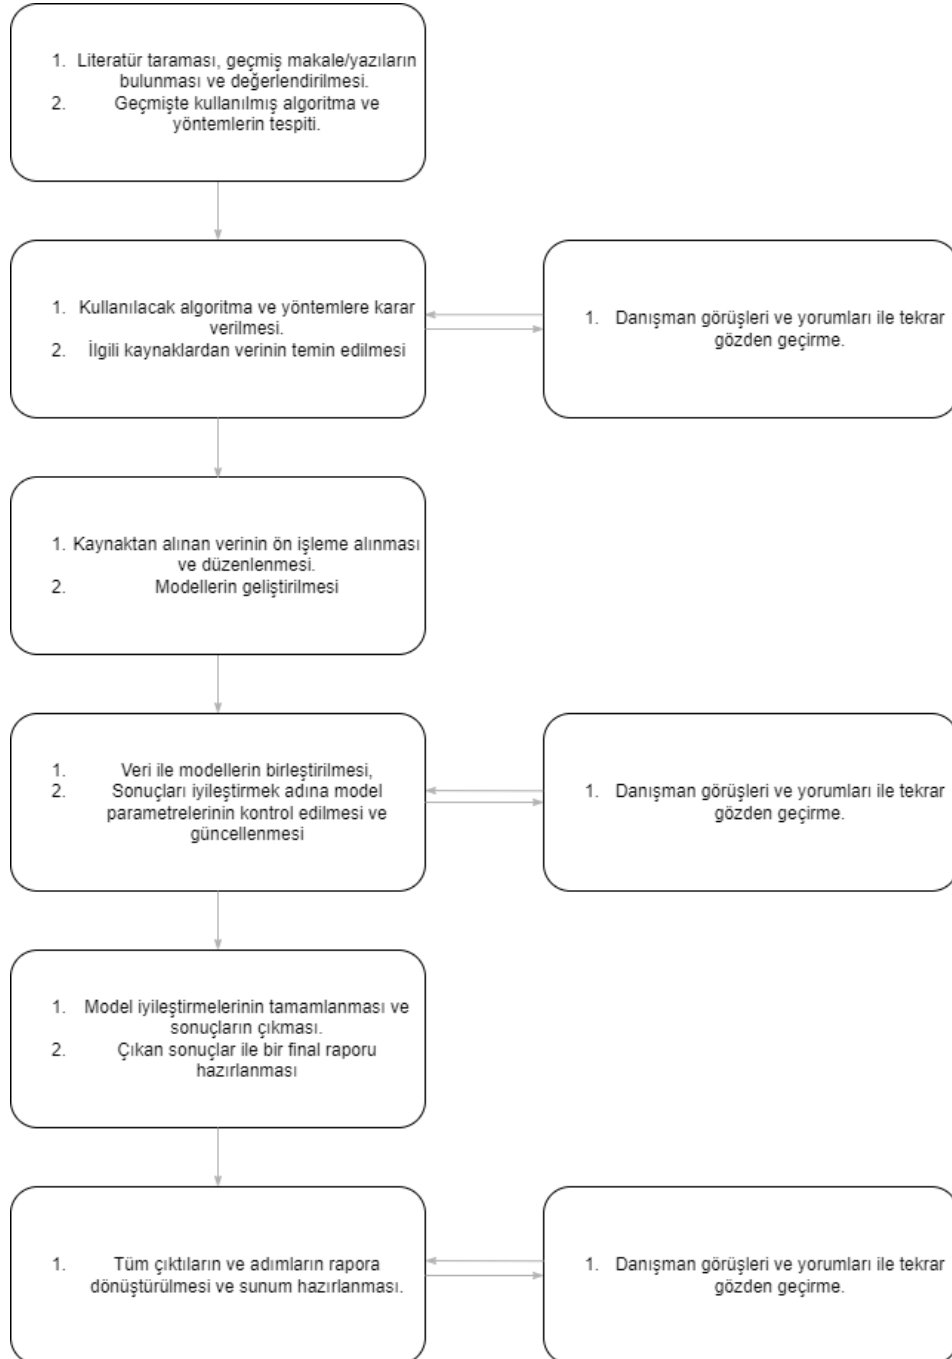 1. Literatür taraması, geçmiş makale/yazıların
bulunması ve değerlendirilmesi.
2. Geçmişte kullanılmış algoritma ve
yöntemlerin tespiti.
1. Kullanılacak algoritma ve yöntemlere karar
verilmesi.
2. İlgili kaynaklardan verinin temin edilmesi
1. Danışman görüşleri ve yorumları ile tekrar
gözden geçirme.
1. Kaynaktan alınan verinin ön işleme alınması
ve düzenlenmesi.
2. Modellerin geliştirilmesi
1. Veri ile modellerin birleştirilmesi,
2. Sonuçları iyileştirmek adına model
parametrelerinin kontrol edilmesi ve
güncellenmesi
1. Danışman görüşleri ve yorumları ile tekrar
gözden geçirme.
1. Model iyileştirmelerinin tamamlanması ve
sonuçların çıkması.
2. Çıkan sonuçlar ile bir final raporu
hazırlanması
1. Tüm çıktıların ve adımların rapora
dönüştürülmesi ve sunum hazırlanması.
1. Danışman görüşleri ve yorumları ile tekrar
gözden geçirme.